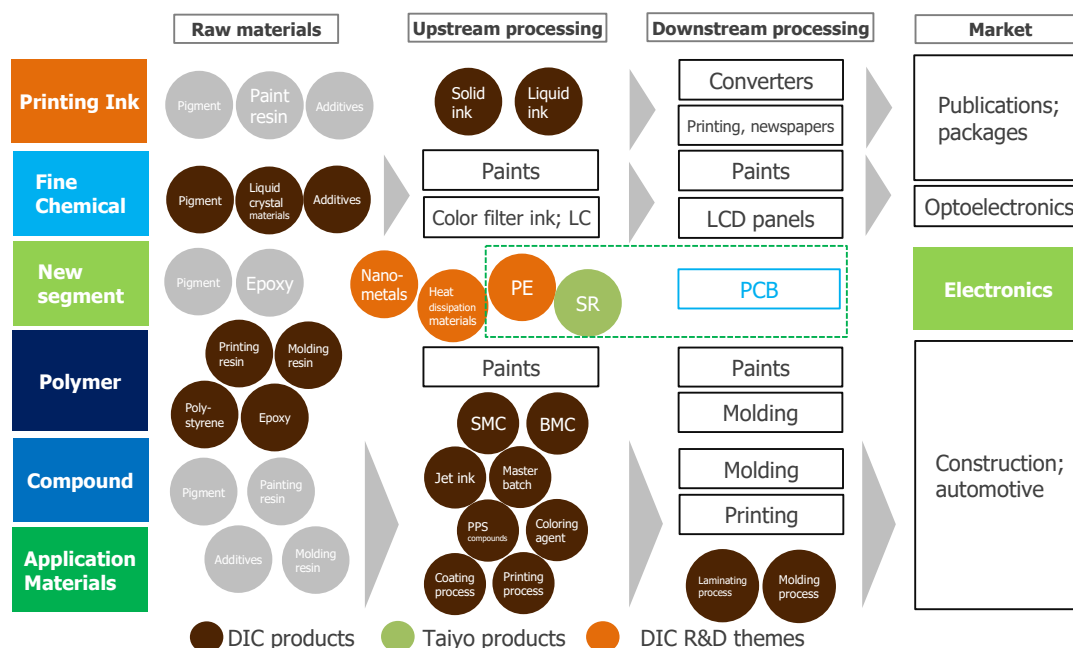 Raw materials
Upstream processing
Downstream processing
Market
Printing Ink
Pigment
Paint
resin
Additives
Solid
ink
Liquid
ink
Converters
Printing, newspapers
Publications;
packages
Fine
Chemical
Pigment
Liquid
crystal
materials
Additives
Paints
Color filter ink; LC
Paints
LCD panels
Optoelectronics
New
segment
Pigment
Epoxy
Nano-
metals
Heat
dissipation
materials
PE
SR
PCB
Electronics
Polymer
Printing
resin
Molding
resin
Poly-
styrene
Epoxy
Paints
SMC
BMC
Paints
Molding
Compound
Pigment
Painting
resin
Jet ink
Master
batch
PPS
compounds
Coloring
agent
Molding
Printing
Construction;
automotive
Application
Materials
Additives
Molding
resin
Coating
process
Printing
process
Laminating
process
Molding
process
DIC products
Taiyo products
DIC R&D themes